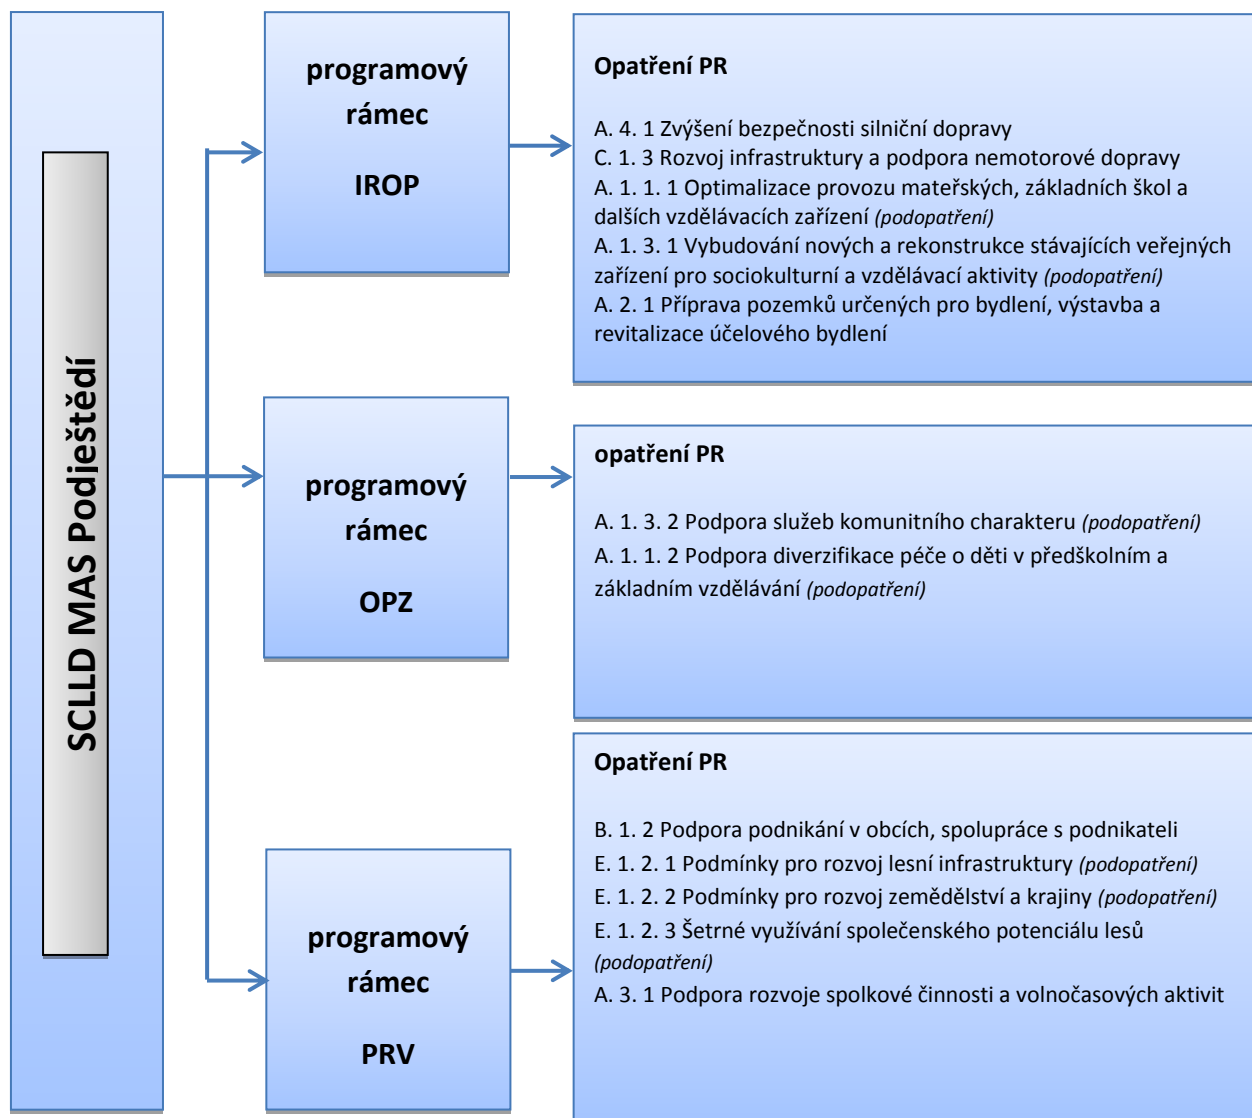 SCLLD MAS Podještědí
programový
rámec
IROP
Opatření PR
A. 4. 1 Zvýšení bezpečnosti silniční dopravy
C. 1. 3 Rozvoj infrastruktury a podpora nemotorové dopravy
A. 1. 1. 1 Optimalizace provozu mateřských, základních škol a
dalších vzdělávacích zařízení (podopatření)
A. 1. 3. 1 Vybudování nových a rekonstrukce stávajících veřejných
zařízení pro sociokulturní a vzdělávací aktivity (podopatření)
A. 2. 1 Příprava pozemků určených pro bydlení, výstavba a
revitalizace účelového bydlení
programový
rámec
OPZ
opatření PR
A. 1. 3. 2 Podpora služeb komunitního charakteru (podopatření)
A. 1. 1. 2 Podpora diverzifikace péče o děti v předškolním a
základním vzdělávání (podopatření)
programový
rámec
PRV
Opatření PR
B. 1. 2 Podpora podnikání v obcích, spolupráce s podnikateli
E. 1. 2. 1 Podmínky pro rozvoj lesní infrastruktury (podopatření)
E. 1. 2. 2 Podmínky pro rozvoj zemědělství a krajiny (podopatření)
E. 1. 2. 3 Šetrné využívání společenského potenciálu lesů
(podopatření)
A. 3. 1 Podpora rozvoje spolkové činnosti a volnočasových aktivit